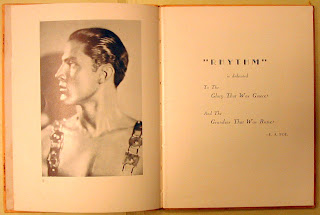 "RHYTHM"
is dedicated
To The
Glory That Was Greece
And The
Grandeur That Was Rome